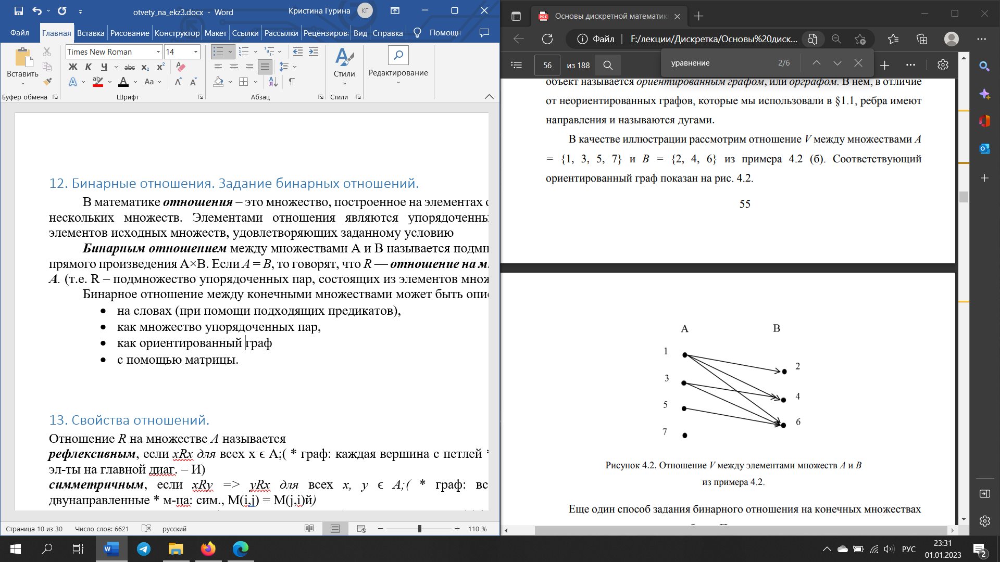 otvety_na_ekz3.docx - Word
Кристина Гурина
КГ
Файл
Главная
Вставка
Рисование
Конструктор
Макет
Ссылки
Рассылки
Рецензирова
Вид
Справка
Помощн
Вставить
Буфер обмена
Times New Roman
14
Ж К Ч abc x₂ x²
A ab A Aa A A
Шрифт
Абзац
Стили
Стили
Редактирование
12. Бинарные отношения. Задание бинарных отношений.
В математике отношения – это множество, построенное на элементах о
нескольких множеств. Элементами отношения являются упорядоченны
элементов исходных множеств, удовлетворяющих заданному условию
Бинарным отношением между множествами A и B называется подмн
прямого произведения A×B. Если A = B, то говорят, что R — отношение на м
A. (т.е. R – подмножество упорядоченных пар, состоящих из элементов множ
Бинарное отношение между конечными множествами может быть опи
• на словах (при помощи подходящих предикатов),
• как множество упорядоченных пар,
• как ориентированный граф
• с помощью матрицы.
13. Свойства отношений.
Отношение R на множестве A называется
рефлексивным, если xRx для всех x є A;( * граф: каждая вершина с петлей *
эл-ты на главной диаг. – И)
симметричным, если xRy => yRx для всех x, y є A;( * граф: вс
двунаправленные * м-ца: сим., M(i,j) = M(j,i)й)
Страница 10 из 30
Число слов: 6621
русский
110 %
Основы дискретной математик
Файл
F:/лекции/Дискретка/Основы%20диск...
56
из 188
уравнение
2/6
объект называется ориентированным графом, или орграфом. В нем, в отличие
от неориентированных графов, которые мы использовали в §1.1, ребра имеют
направления и называются дугами.
В качестве иллюстрации рассмотрим отношение V между множествами A
= {1, 3, 5, 7} и B = {2, 4, 6} из примера 4.2 (б). Соответствующий
ориентированный граф показан на рис. 4.2.
55
A
B
1
2
3
4
5
6
7
Рисунок 4.2. Отношение V между элементами множеств A и B
из примера 4.2.
Еще один способ задания бинарного отношения на конечных множествах
РУС
23:31
01.01.2023
2